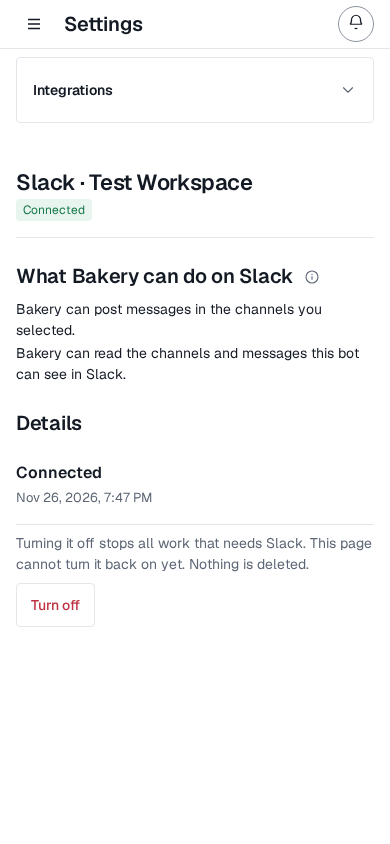 Settings
Integrations
Slack · Test Workspace
Connected
What Bakery can do on Slack
Bakery can post messages in the channels you
selected.
Bakery can read the channels and messages this bot
can see in Slack.
Details
Connected
Nov 26, 2026, 7:47 PM
Turning it off stops all work that needs Slack. This page
cannot turn it back on yet. Nothing is deleted.
Turn off